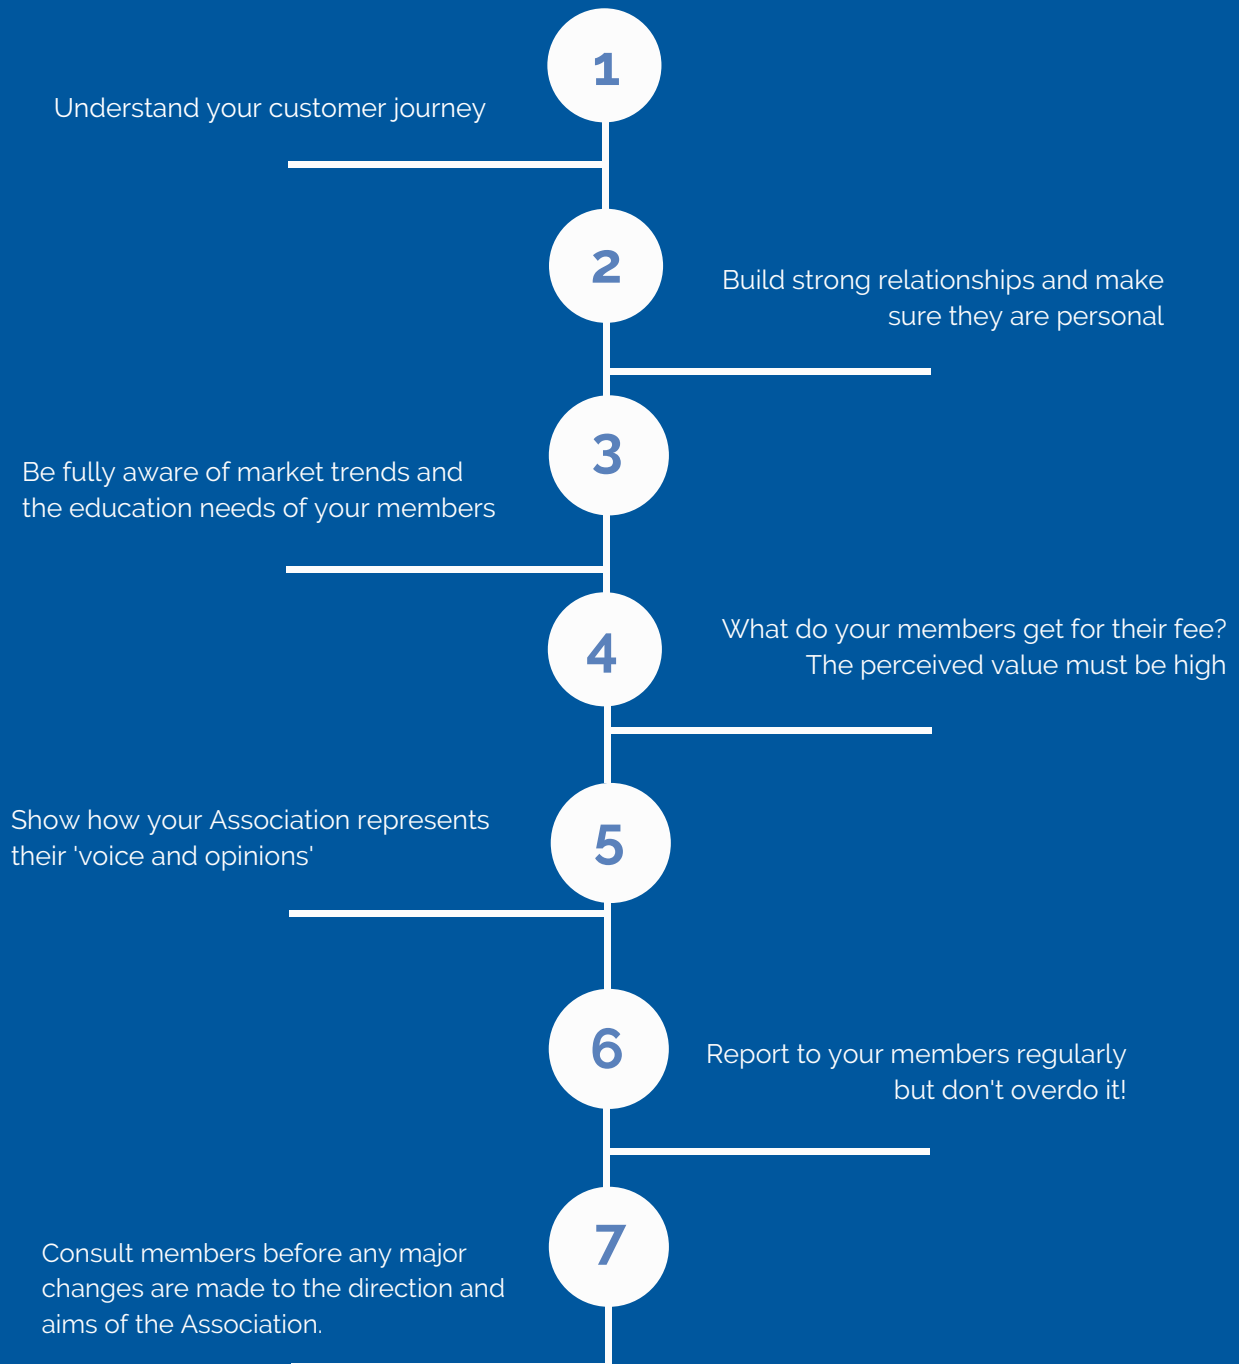 1
Understand your customer journey
2
Build strong relationships and make
sure they are personal
3
Be fully aware of market trends and
the education needs of your members
4
What do your members get for their fee?
The perceived value must be high
5
Show how your Association represents
their 'voice and opinions'
6
Report to your members regularly
but don't overdo it!
7
Consult members before any major
changes are made to the direction and
aims of the Association.